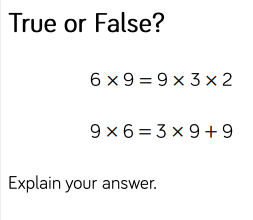 True or False?
6 × 9 = 9 × 3 × 2
9 × 6 = 3 × 9 + 9
Explain your answer.